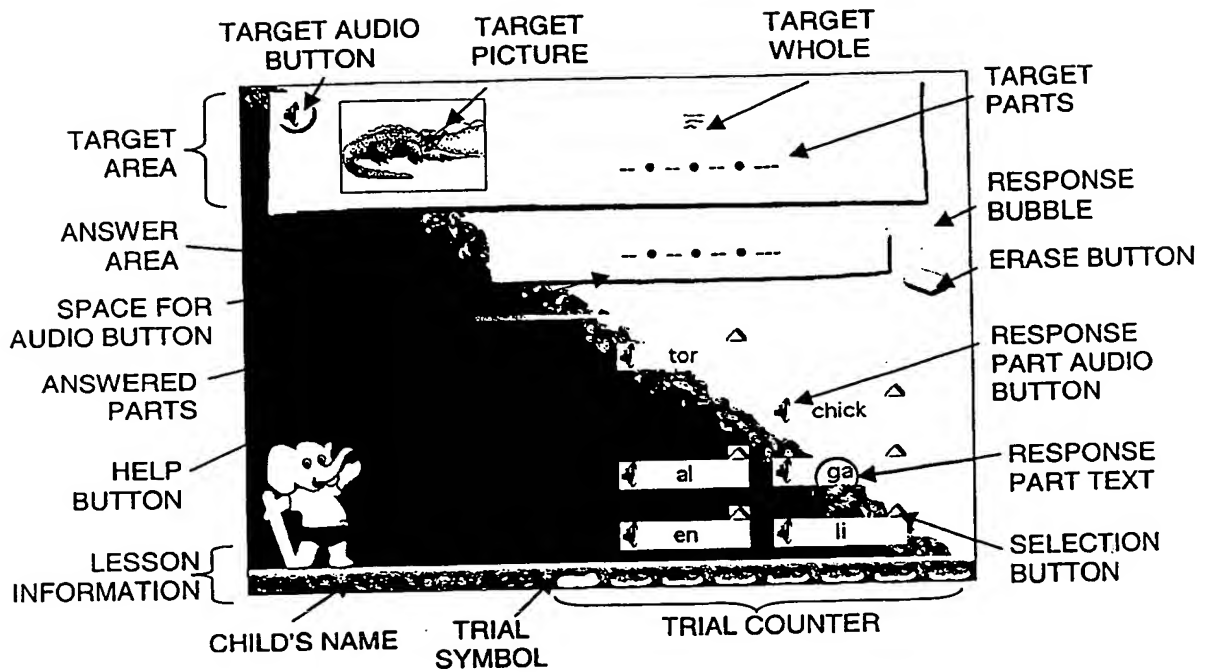 TARGET AUDIO
BUTTON
TARGET
PICTURE
TARGET
WHOLE
TARGET
PARTS
TARGET
AREA
-- • -- • -- • ---
RESPONSE
BUBBLE
ANSWER
AREA
-- • -- • -- • ---
ERASE BUTTON
SPACE FOR
AUDIO BUTTON
tor
RESPONSE
PART AUDIO
BUTTON
ANSWERED
PARTS
chick
HELP
BUTTON
al
ga
RESPONSE
PART TEXT
en
li
SELECTION
BUTTON
LESSON
INFORMATION
CHILD'S NAME
TRIAL
SYMBOL
TRIAL COUNTER